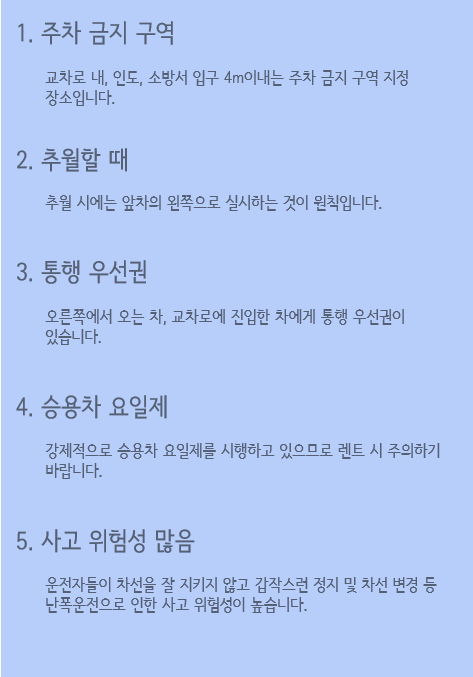 1. 주차 금지 구역
교차로 내, 인도, 소방서 입구 4m이내는 주차 금지 구역 지정
장소입니다.
2. 추월할 때
추월 시에는 앞차의 왼쪽으로 실시하는 것이 원칙입니다.
3. 통행 우선권
오른쪽에서 오는 차, 교차로에 진입한 차에게 통행 우선권이
있습니다.
4. 승용차 요일제
강제적으로 승용차 요일제를 시행하고 있으므로 렌트 시 주의하기
바랍니다.
5. 사고 위험성 많음
운전자들이 차선을 잘 지키지 않고 갑작스런 정지 및 차선 변경 등
난폭운전으로 인한 사고 위험성이 높습니다.